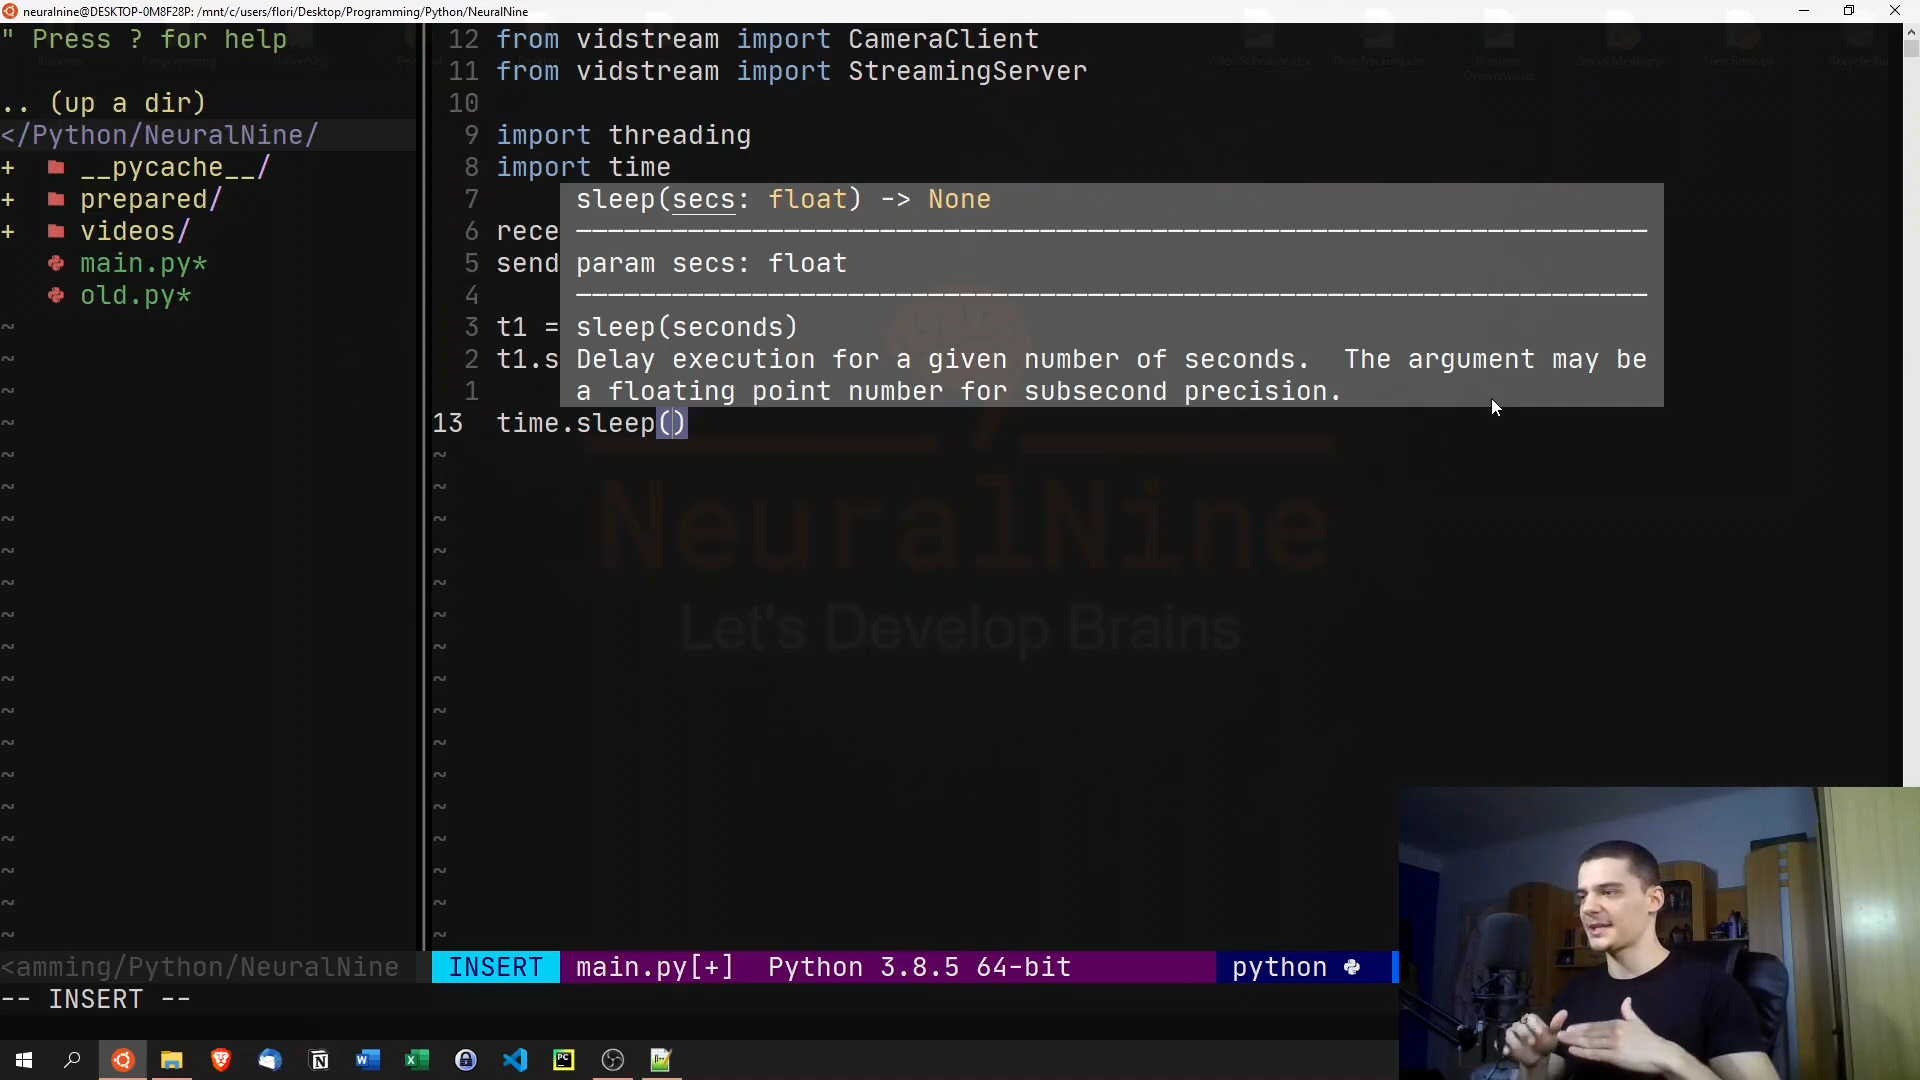 neuralnine@DESKTOP-0M8F28P: /mnt/c/users/flori/Desktop/Programming/Python/NeuralNine
" Press ? for help
.. (up a dir)
</Python/NeuralNine/
+ __pycache__/
+ prepared/
+ videos/
main.py*
old.py*
12 from vidstream import CameraClient
11 from vidstream import StreamingServer
10
9 import threading
8 import time
7
6 rece
5 send
4
3 t1 =
2 t1.s
1
13 time.sleep()
sleep(secs: float) -> None
param secs: float
sleep(seconds)
Delay execution for a given number of seconds.  The argument may be
a floating point number for subsecond precision.
NeuralNine
Let's Develop Brains
<amming/Python/NeuralNine
INSERT main.py[+] Python 3.8.5 64-bit python
-- INSERT --